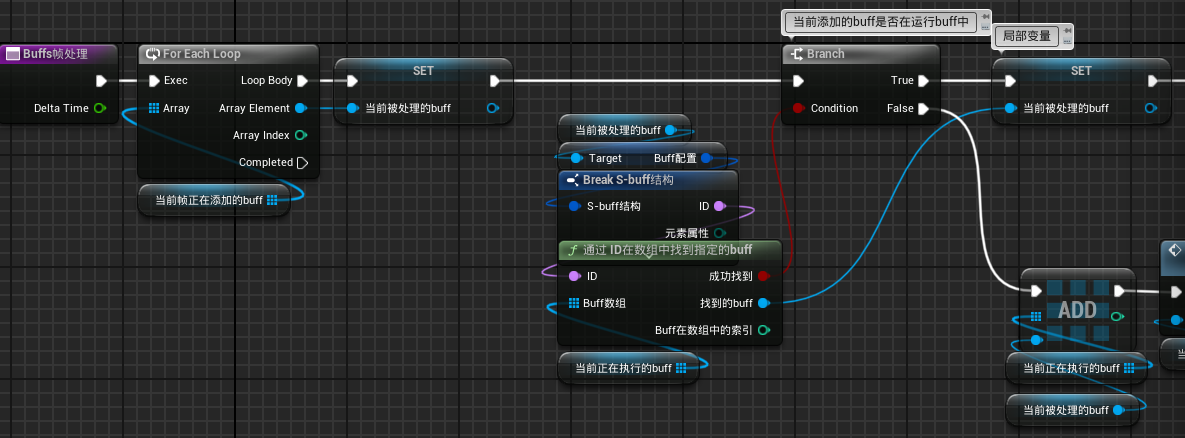 当前添加的buff是否在运行buff中
局部变量
Buffs帧处理
Delta Time
For Each Loop
Exec
Loop Body
Array
Array Element
Array Index
Completed
当前帧正在添加的buff
SET
当前被处理的buff
当前被处理的buff
Target
Buff配置
Break S-buff结构
S-buff结构
ID
元素属性
通过 ID在数组中找到指定的buff
ID
成功找到
Buff数组
找到的buff
Buff在数组中的索引
当前正在执行的buff
Branch
True
Condition
False
SET
当前被处理的buff
ADD
当前正在执行的buff
当前被处理的buff